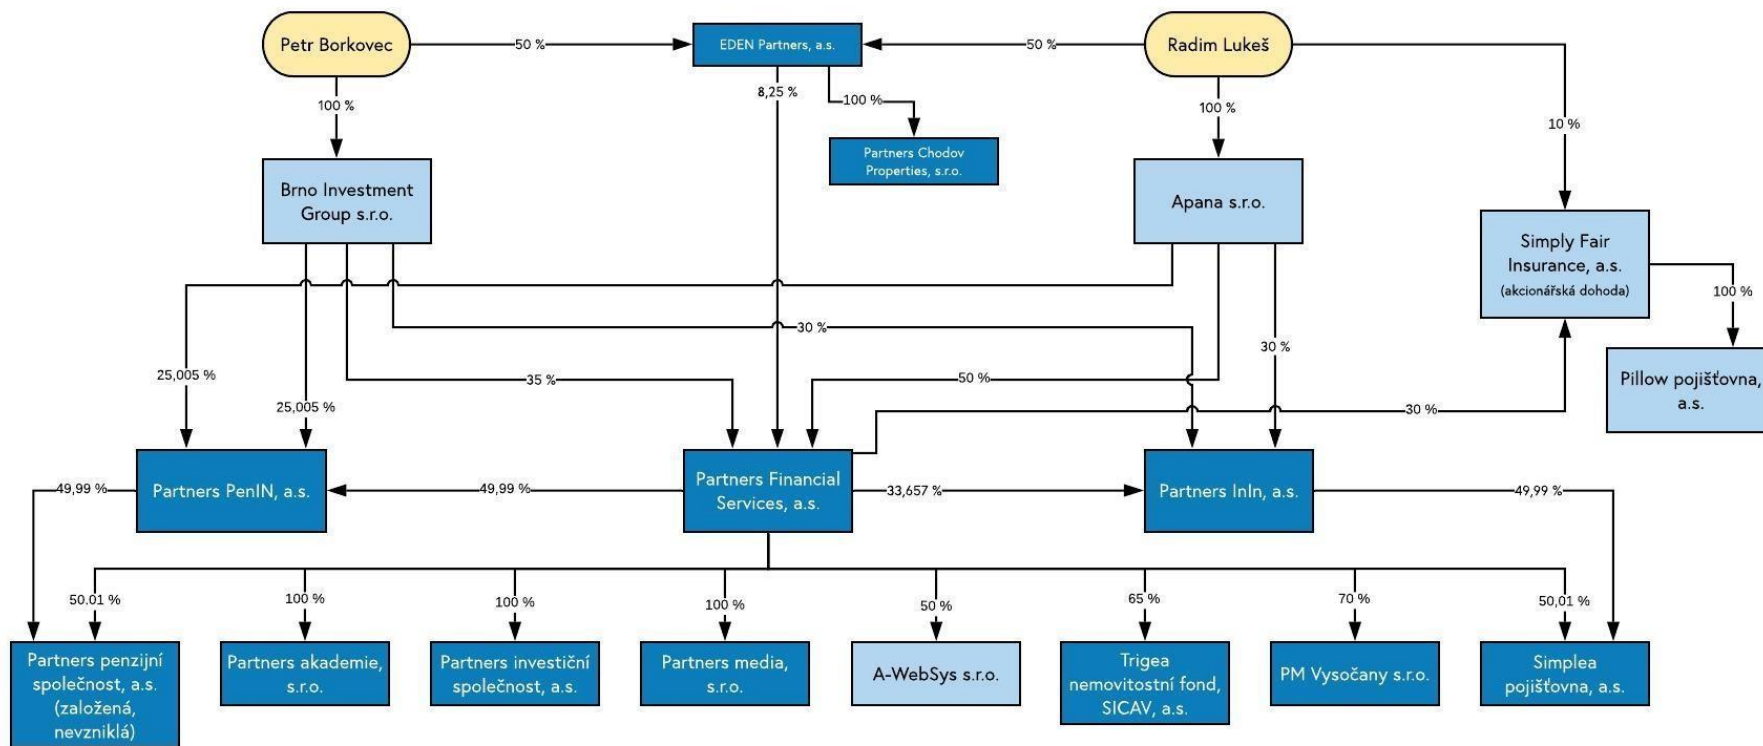 Petr Borkovec
50 %
EDEN Partners, a.s.
50 %
Radim Lukeš
100 %
8,25 %
100 %
100 %
10 %
Partners Chodov
Properties, s.r.o.
Brno Investment
Group s.r.o.
Apana s.r.o.
Simply Fair
Insurance, a.s.
(akcionářská dohoda)
100 %
30 %
30 %
25,005 %
35 %
50 %
Pillow pojišťovna,
a.s.
25,005 %
30 %
49,99 %
Partners PenIN, a.s.
49,99 %
Partners Financial
Services, a.s.
33,657 %
Partners InIn, a.s.
49,99 %
50.01 %
100 %
100 %
100 %
50 %
65 %
70 %
50,01 %
Partners penzijní
společnost, a.s.
(založená,
nevzniklá)
Partners akademie,
s.r.o.
Partners investiční
společnost, a.s.
Partners media,
s.r.o.
A-WebSys s.r.o.
Trigea
nemovitostní fond,
SICAV, a.s.
PM Vysočany s.r.o.
Simplea
pojišťovna, a.s.